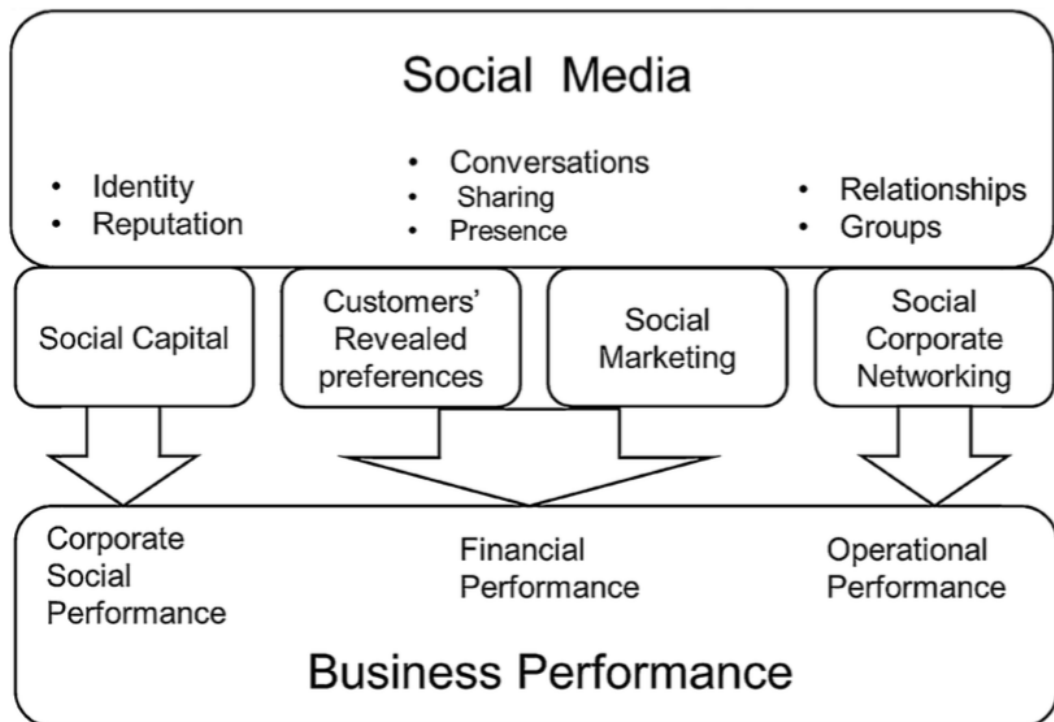 Social Media
• Identity
• Reputation
• Conversations
• Sharing
• Presence
• Relationships
• Groups
Social Capital
Customers’
Revealed
preferences
Social
Marketing
Social
Corporate
Networking
Corporate
Social
Performance
Financial
Performance
Operational
Performance
Business Performance